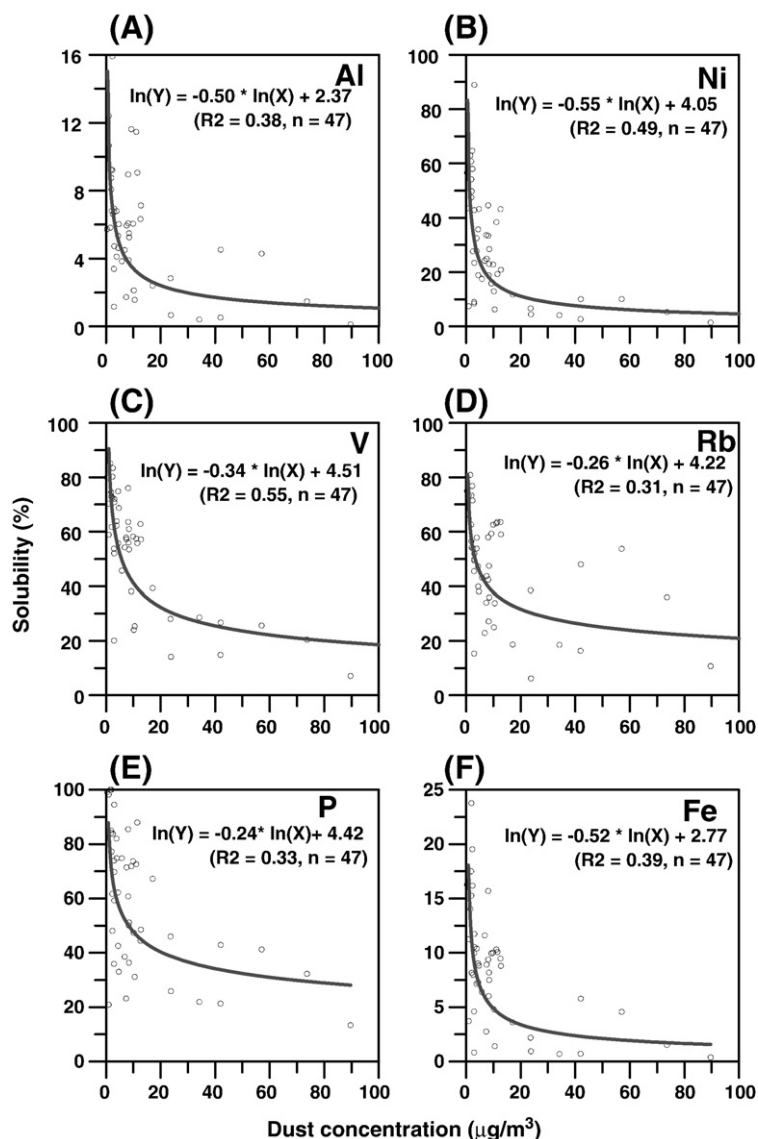 (A)
Al
ln(Y) = -0.50 * ln(X) + 2.37
(R2 = 0.38, n = 47)
16
12
8
4
0
0 20 40 60 80 100
(B)
Ni
ln(Y) = -0.55 * ln(X) + 4.05
(R2 = 0.49, n = 47)
100
80
60
40
20
0
0 20 40 60 80 100
(C)
V
ln(Y) = -0.34 * ln(X) + 4.51
(R2 = 0.55, n = 47)
100
80
60
40
20
0
0 20 40 60 80 100
(D)
Rb
ln(Y) = -0.26 * ln(X) + 4.22
(R2 = 0.31, n = 47)
100
80
60
40
20
0
0 20 40 60 80 100
Solubility (%)
(E)
P
ln(Y) = -0.24* ln(X)+ 4.42
(R2 = 0.33, n = 47)
100
80
60
40
20
0
0 20 40 60 80 100
(F)
Fe
ln(Y) = -0.52 * ln(X) + 2.77
(R2 = 0.39, n = 47)
25
20
15
10
5
0
0 20 40 60 80 100
Dust concentration (μg/m³)